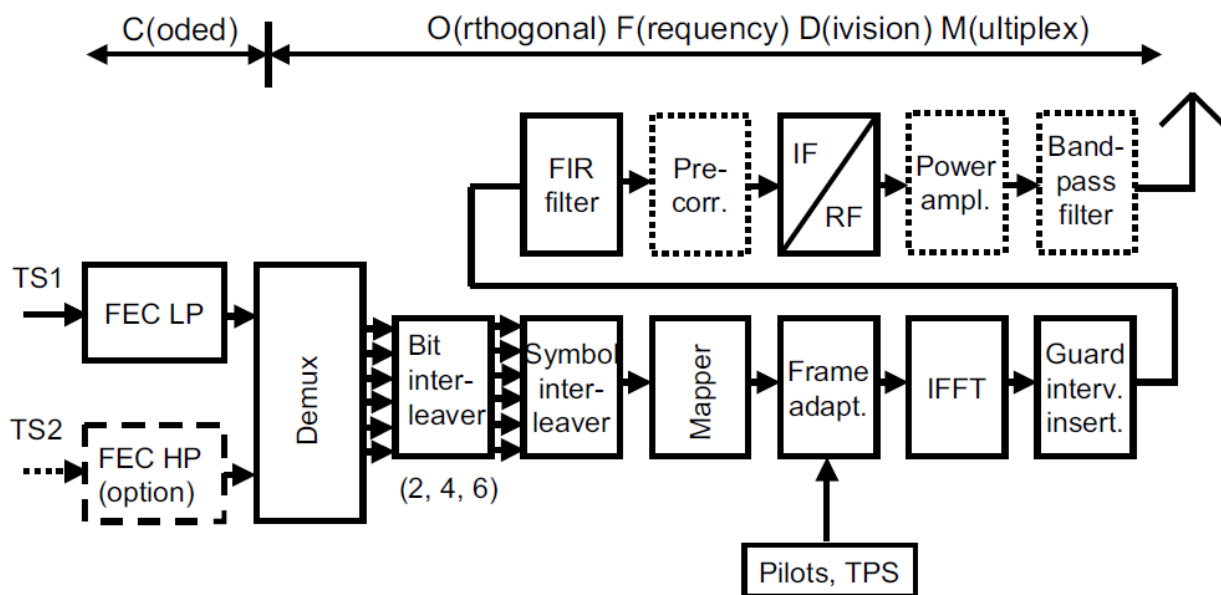 C(oded)
O(rthogonal) F(requency) D(ivision) M(ultiplex)
FIR
filter
Pre-
corr.
IF
RF
Power
ampl.
Band-
pass
filter
TS1
FEC LP
TS2
FEC HP
(option)
Demux
Bit
inter-
leaver
(2, 4, 6)
Symbol
inter-
leaver
Mapper
Frame
adapt.
IFFT
Guard
interv.
insert.
Pilots, TPS